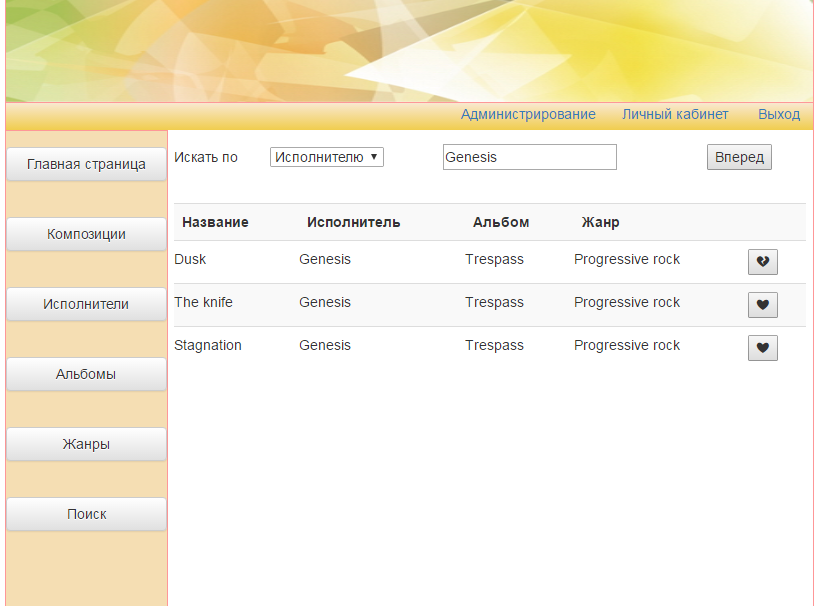 Администрирование Личный кабинет Выход
Главная страница
Композиции
Исполнители
Альбомы
Жанры
Поиск
Искать по Исполнителю Genesis Вперед
Название Исполнитель Альбом Жанр
Dusk Genesis Trespass Progressive rock
The knife Genesis Trespass Progressive rock
Stagnation Genesis Trespass Progressive rock